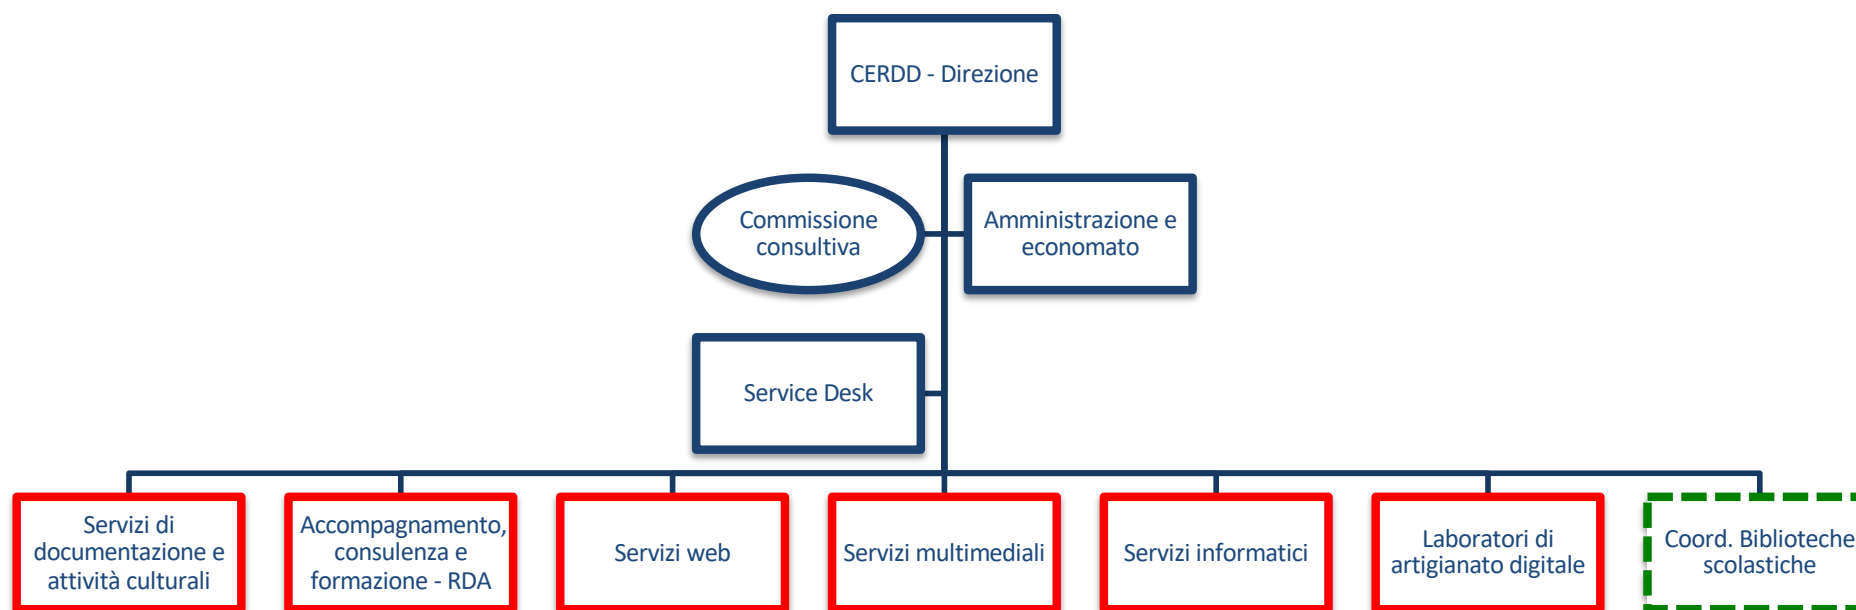 CERDD - Direzione
Commissione
consultiva
Amministrazione e
economato
Service Desk
Servizi di
documentazione e
attività culturali
Accompagnamento,
consulenza e
formazione - RDA
Servizi web
Servizi multimediali
Servizi informatici
Laboratori di
artigianato digitale
Coord. Biblioteche
scolastiche